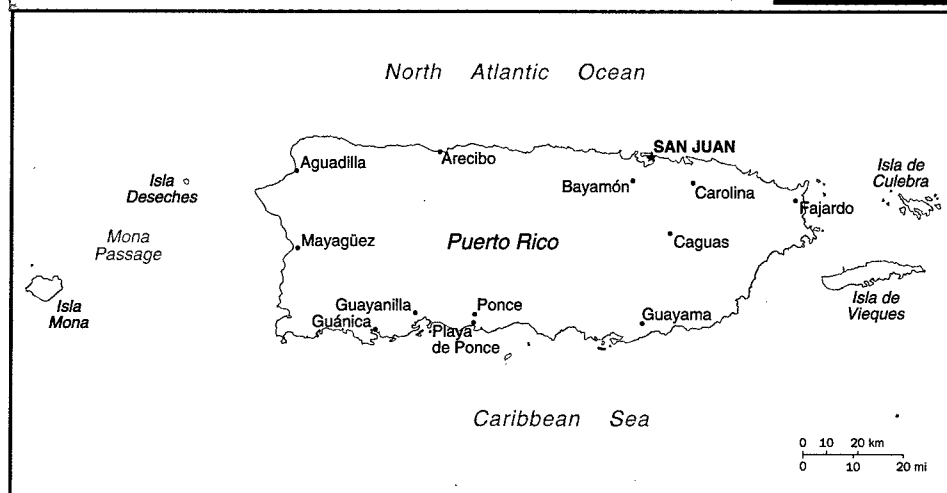 North Atlantic Ocean
SAN JUAN
Aguadilla
Arecibo
Isla de
Culebra
Isla
Deseches
Bayamón
Carolina
Fajardo
Mona
Passage
Mayagüez
Puerto Rico
Caguas
Isla
Mona
Guayanilla
Ponce
Isla de
Vieques
Guánica
Playa
de Ponce
Guayama
Caribbean Sea
0 10 20 km
0 10 20 mi